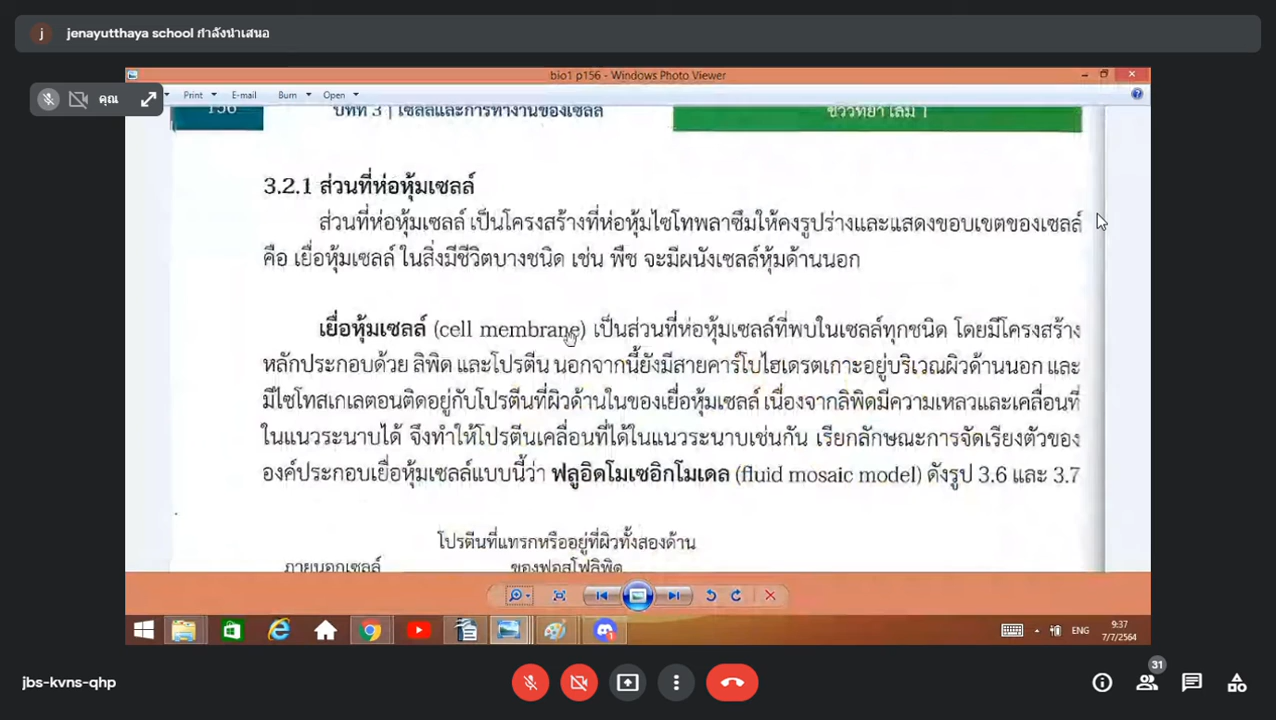 j jenayutthaya school กำลังนำเสนอ
bio1 p156 - Windows Photo Viewer
คุณ
Print E-mail Burn Open
156 บทที่ 3 | เซลล์และการทำงานของเซลล์ ชีววิทยา เล่ม 1
3.2.1 ส่วนที่ห่อหุ้มเซลล์
ส่วนที่ห่อหุ้มเซลล์ เป็นโครงสร้างที่ห่อหุ้มไซโทพลาซึมให้คงรูปร่างและแสดงขอบเขตของเซลล์
คือ เยื่อหุ้มเซลล์ ในสิ่งมีชีวิตบางชนิด เช่น พืช จะมีผนังเซลล์หุ้มด้านนอก
เยื่อหุ้มเซลล์ (cell membrane) เป็นส่วนที่ห่อหุ้มเซลล์ที่พบในเซลล์ทุกชนิด โดยมีโครงสร้าง
หลักประกอบด้วย ลิพิด และโปรตีน นอกจากนี้ยังมีสายคาร์โบไฮเดรตเกาะอยู่บริเวณผิวด้านนอก และ
มีไซโทสเกเลตอนติดอยู่กับโปรตีนที่ผิวด้านในของเยื่อหุ้มเซลล์ เนื่องจากลิพิดมีความเหลวและเคลื่อนที่
ในแนวระนาบได้ จึงทำให้โปรตีนเคลื่อนที่ได้ในแนวระนาบเช่นกัน เรียกลักษณะการจัดเรียงตัวของ
องค์ประกอบเยื่อหุ้มเซลล์แบบนี้ว่า ฟลูอิดโมเซอิกโมเดล (fluid mosaic model) ดังรูป 3.6 และ 3.7
โปรตีนที่แทรกหรืออยู่ที่ผิวทั้งสองด้าน
ภายนอกเซลล์ ของฟอสโฟลิพิด
ENG
9:37
7/7/2564
jbs-kvns-qhp
31